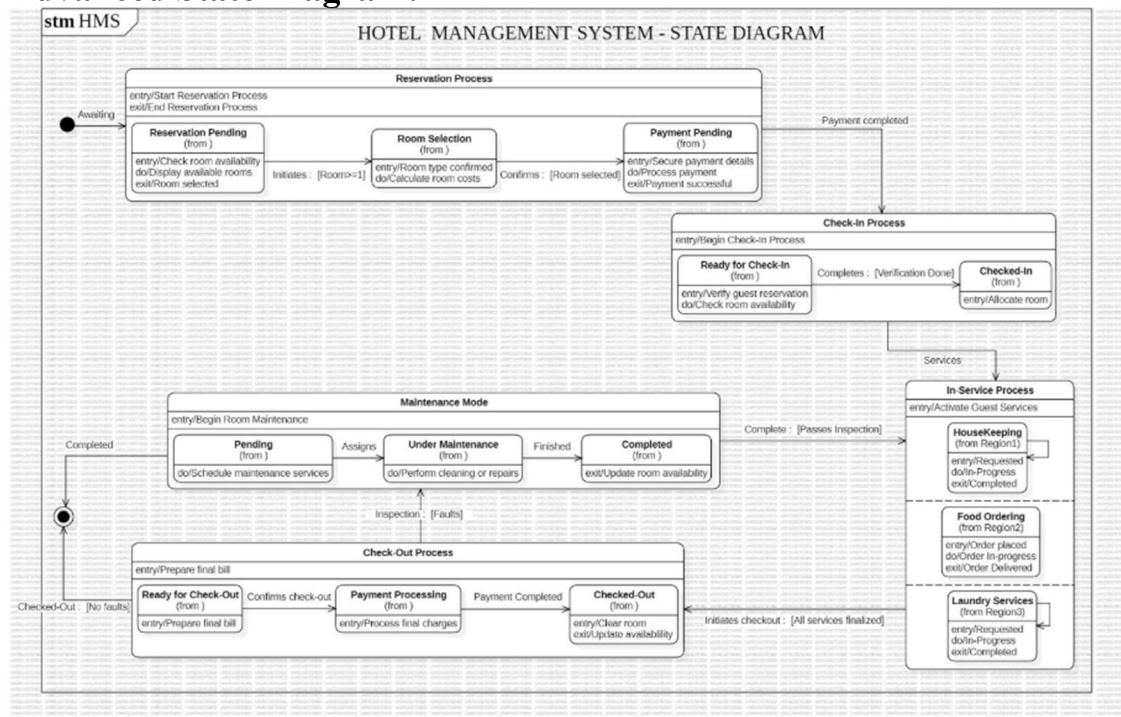 stm HMS
HOTEL MANAGEMENT SYSTEM - STATE DIAGRAM
Reservation Process
entry/Start Reservation Process
exit/End Reservation Process
Awaiting
Reservation Pending
(from )
entry/Check room availability
do/Display available rooms
exit/Room selected
Initiates : [Room>=1]
Room Selection
(from )
entry/Room type confirmed
do/Calculate room costs
Confirms : [Room selected]
Payment Pending
(from )
entry/Secure payment details
do/Process payment
exit/Payment successful
Payment completed
Check-In Process
entry/Begin Check-In Process
Ready for Check-In
(from )
entry/Verify guest reservation
do/Check room availability
Completes : [Verification Done]
Checked-In
(from )
entry/Allocate room
Services
In-Service Process
entry/Activate Guest Services
HouseKeeping
(from Region1)
entry/Requested
do/In-Progress
exit/Completed
Food Ordering
(from Region2)
entry/Order placed
do/Order In-progress
exit/Order Delivered
Laundry Services
(from Region3)
entry/Requested
do/In-Progress
exit/Completed
Maintenance Mode
entry/Begin Room Maintenance
Pending
(from )
do/Schedule maintenance services
Assigns
Under Maintenance
(from )
do/Perform cleaning or repairs
Finished
Completed
(from )
exit/Update room availability
Complete : [Passes Inspection]
Completed
Inspection : [Faults]
Check-Out Process
entry/Prepare final bill
Ready for Check-Out
(from )
entry/Prepare final bill
Confirms check-out
Payment Processing
(from )
entry/Process final charges
Payment Completed
Checked-Out
(from )
entry/Clear room
exit/Update availablility
Checked-Out : [No faults]
Initiates checkout : [All services finalized]